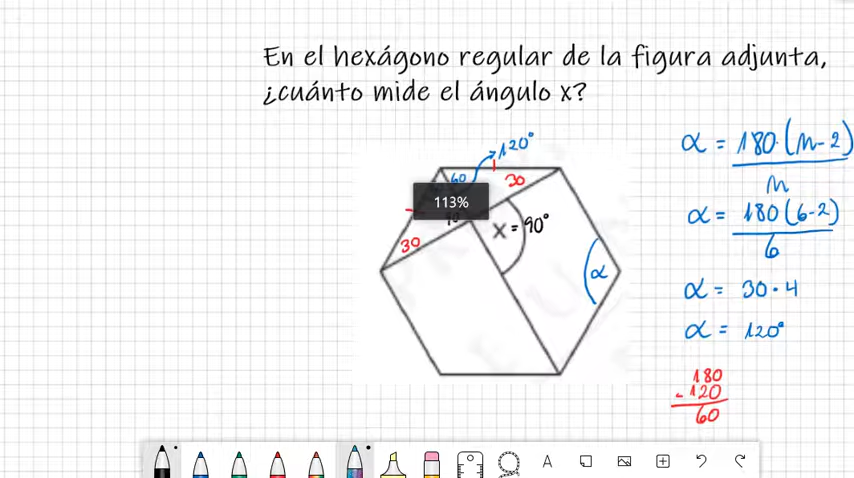 En el hexágono regular de la figura adjunta,
¿cuánto mide el ángulo x?
120°
60
30
113%
30
x = 90°
α
α = 180·(n-2)
n
α = 180(6-2)
6
α = 30·4
α = 120°
180
- 120
60
A